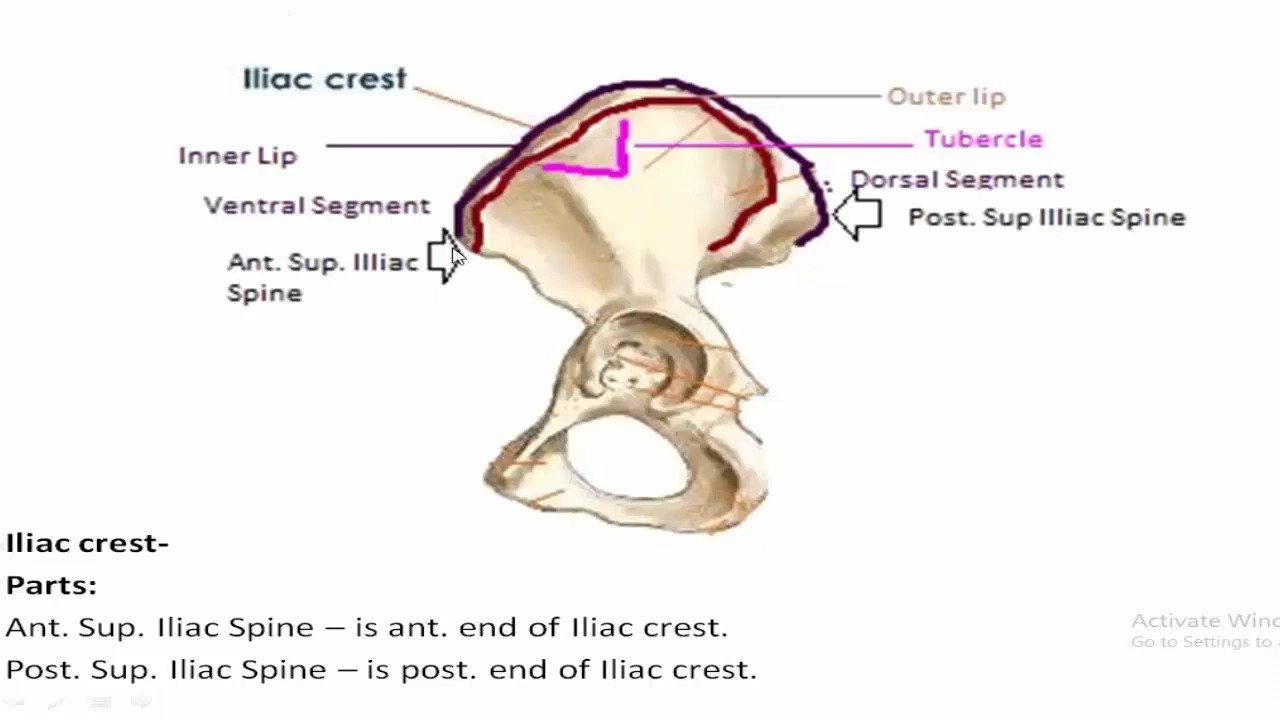 Iliac crest
Outer lip
Tubercle
Inner Lip
Dorsal Segment
Ventral Segment
Post. Sup Illiac Spine
Ant. Sup. Illiac
Spine
Iliac crest-
Parts:
Ant. Sup. Iliac Spine – is ant. end of Iliac crest.
Post. Sup. Iliac Spine – is post. end of Iliac crest.
Activate Wind
Go to Settings to a